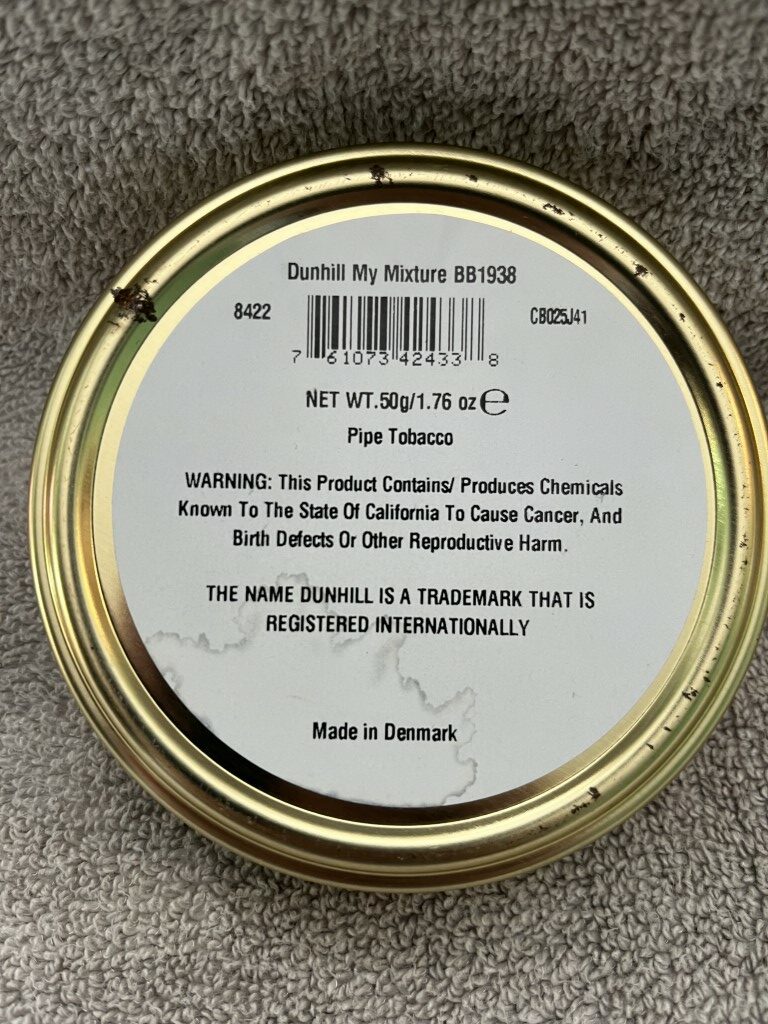 Dunhill My Mixture BB1938
8422
CB025J41
7 61073 42433 8
NET WT.50g/1.76 oz ℮
Pipe Tobacco
WARNING: This Product Contains/ Produces Chemicals
Known To The State Of California To Cause Cancer, And
Birth Defects Or Other Reproductive Harm.
THE NAME DUNHILL IS A TRADEMARK THAT IS
REGISTERED INTERNATIONALLY
Made in Denmark